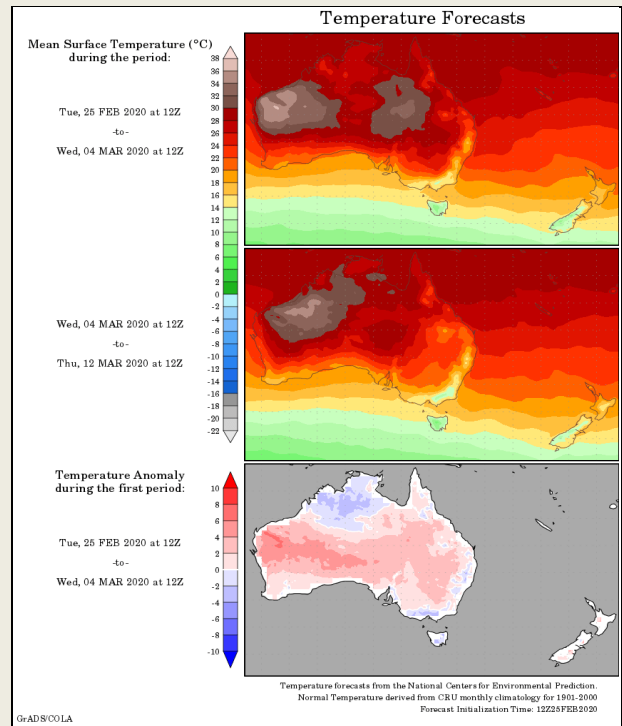 Temperature Forecasts
Mean Surface Temperature (°C)
during the period:
Tue, 25 FEB 2020 at 12Z
-to-
Wed, 04 MAR 2020 at 12Z
38
36
34
32
30
28
26
24
22
20
18
16
14
12
10
8
6
4
2
0
-2
-4
-6
-8
-10
-12
-14
-16
-18
-20
-22
Wed, 04 MAR 2020 at 12Z
-to-
Thu, 12 MAR 2020 at 12Z
Temperature Anomaly
during the first period:
Tue, 25 FEB 2020 at 12Z
-to-
Wed, 04 MAR 2020 at 12Z
10
8
6
4
2
0
-2
-4
-6
-8
-10
Temperature forecasts from the National Centers for Environmental Prediction.
Normal Temperature derived from CRU monthly climatology for 1901-2000
Forecast Initialization Time: 12Z25FEB2020
GrADS/COLA